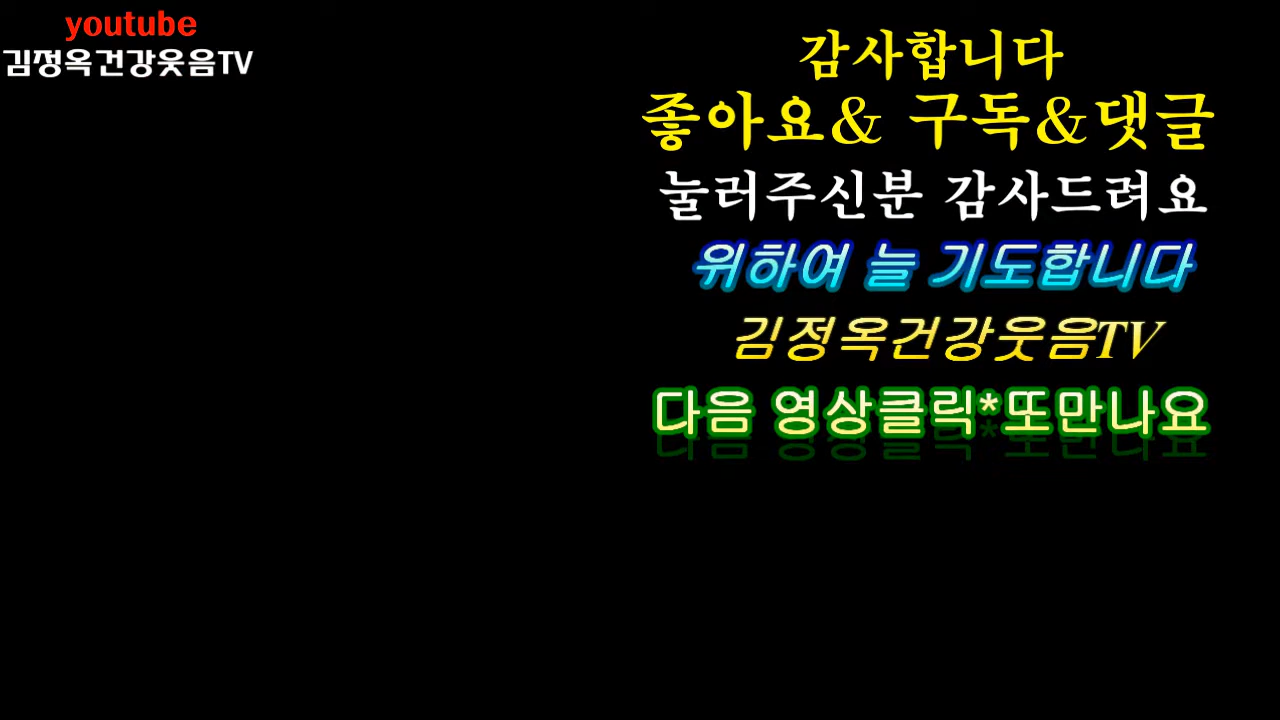 youtube
김정옥건강웃음TV
감사합니다
좋아요& 구독&댓글
눌러주신분 감사드려요
위하여 늘 기도합니다
김정옥건강웃음TV
다음 영상클릭*또만나요